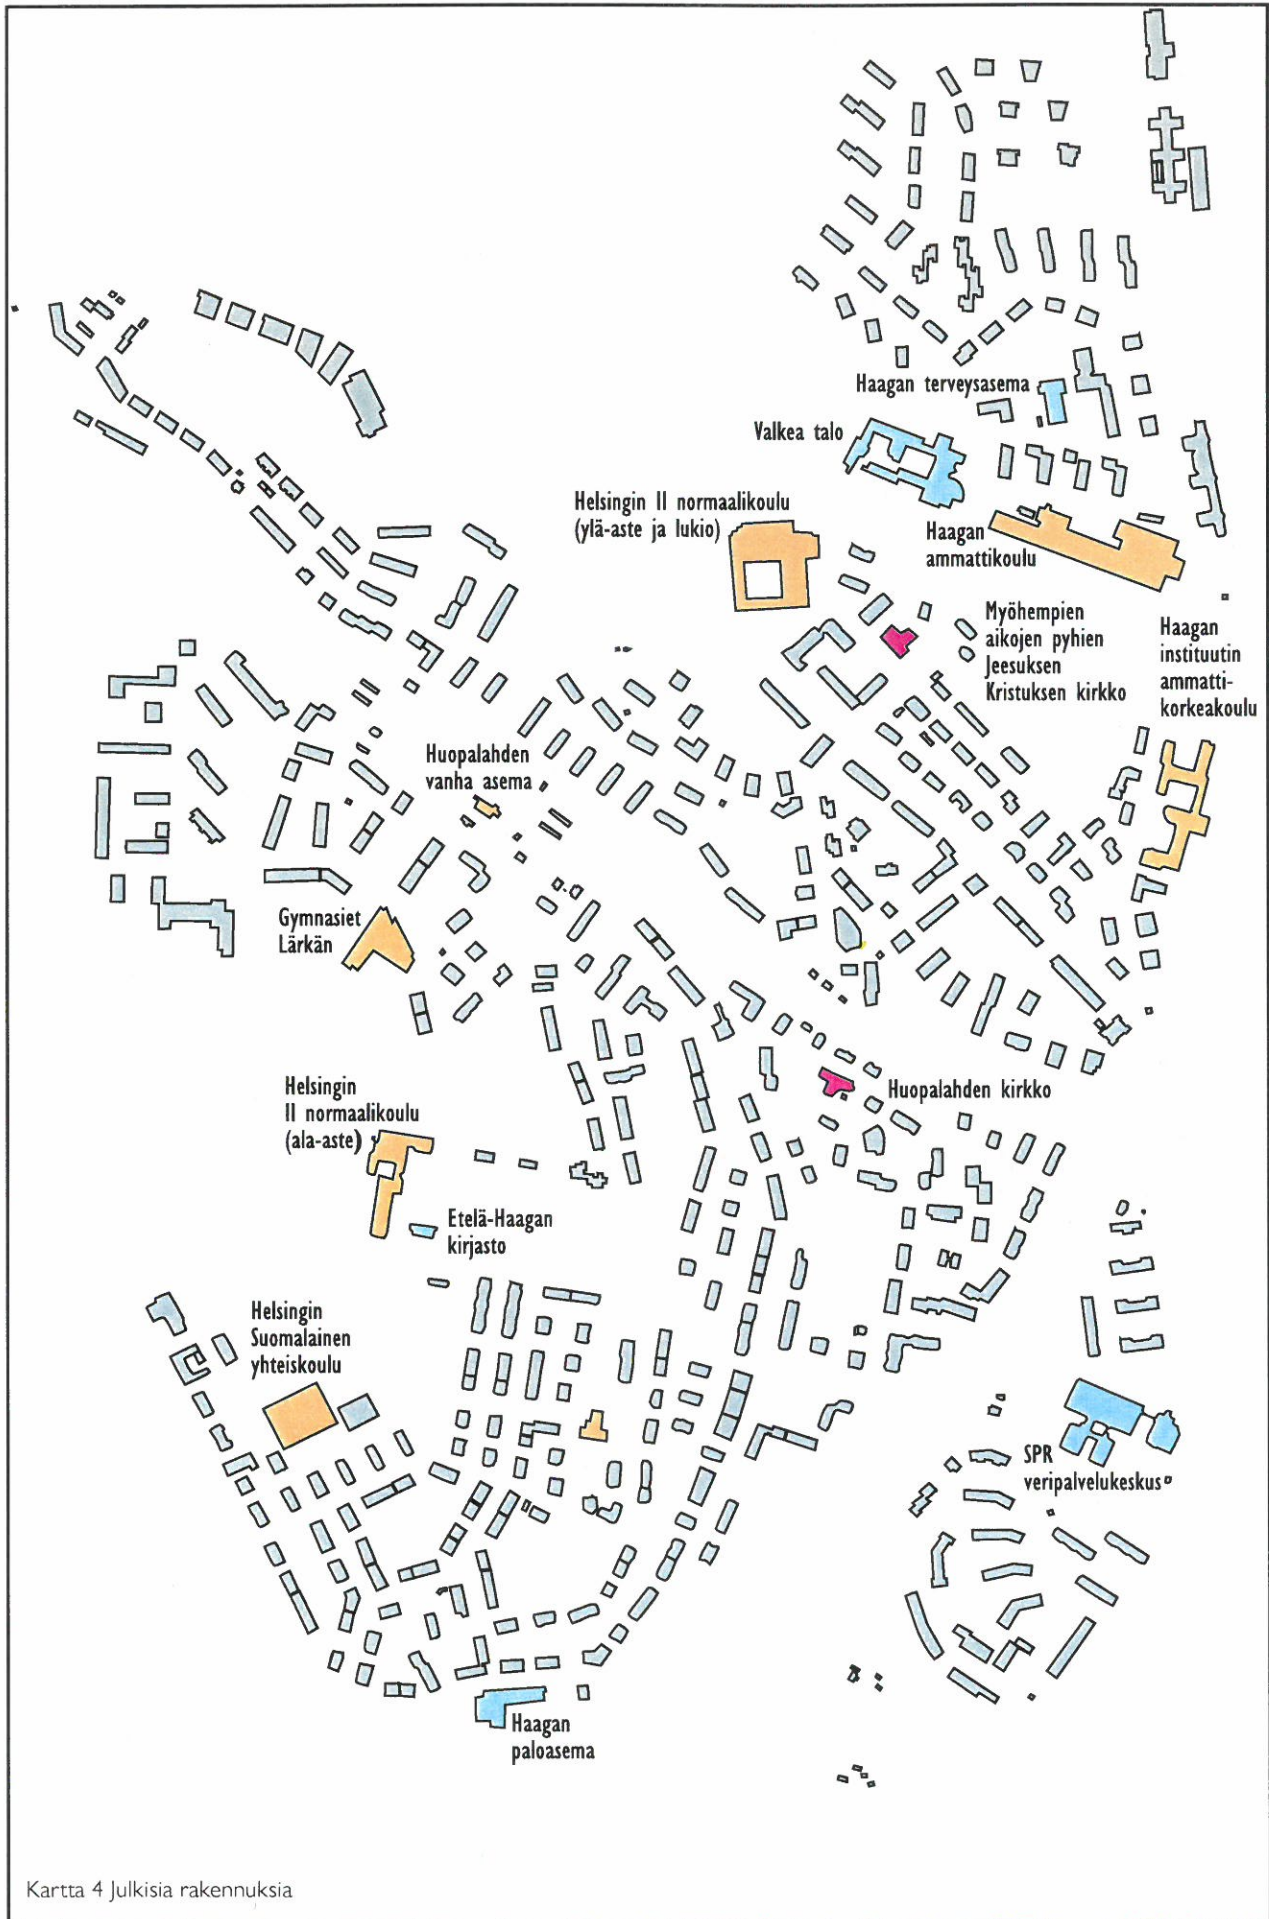 Haagan terveysasema
Valkea talo
Helsingin II normaalikoulu
(ylä-aste ja lukio)
Haagan
ammattikoulu
Myöhempien
aikojen pyhien
Jeesuksen
Kristuksen kirkko
Haagan
instituutin
ammatti-
korkeakoulu
Huopalahden
vanha asema
Gymnasiet
Lärkän
Huopalahden kirkko
Helsingin
II normaalikoulu
(ala-aste)
Etelä-Haagan
kirjasto
Helsingin
Suomalainen
yhteiskoulu
SPR
veripalvelukeskus
Haagan
paloasema
Kartta 4 Julkisia rakennuksia